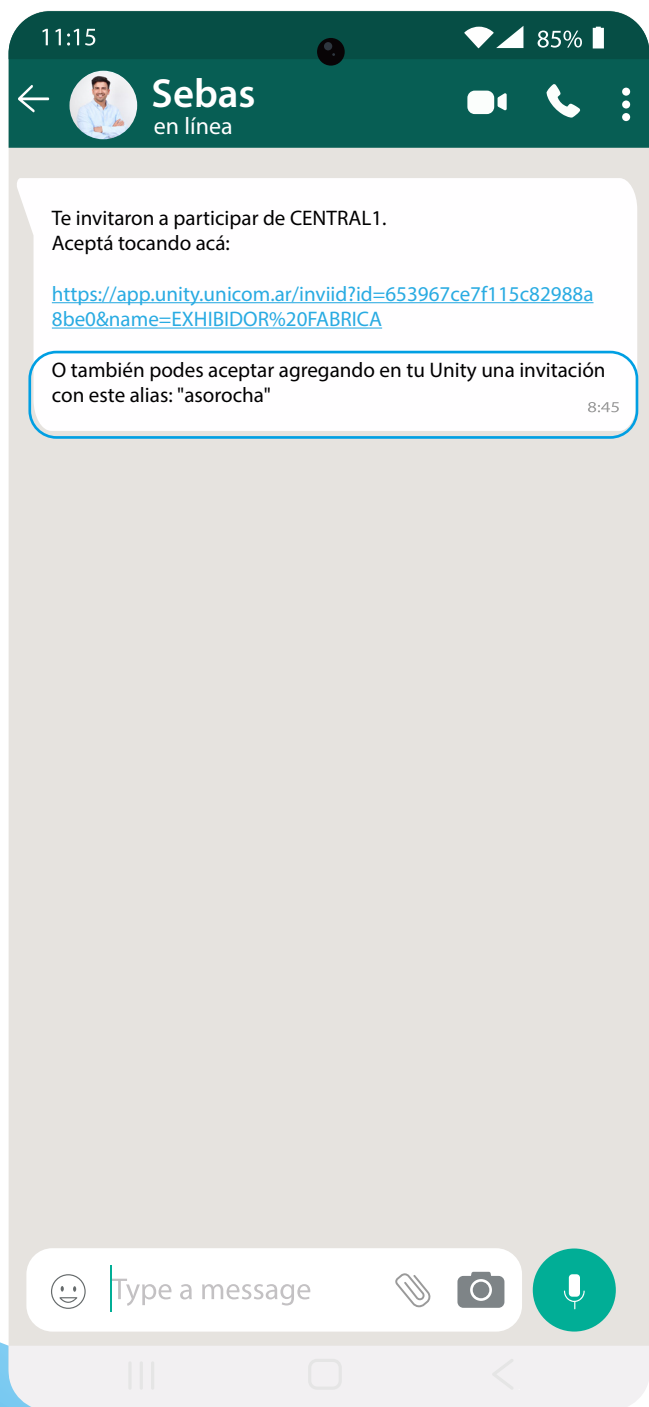 11:15
85%
Sebas
en línea
Te invitaron a participar de CENTRAL1.
Aceptá tocando acá:
https://app.unity.unicom.ar/inviid?id=653967ce7f115c82988a
8be0&name=EXHIBIDOR%20FABRICA
O también podes aceptar agregando en tu Unity una invitación
con este alias: "asorocha"
8:45
Type a message